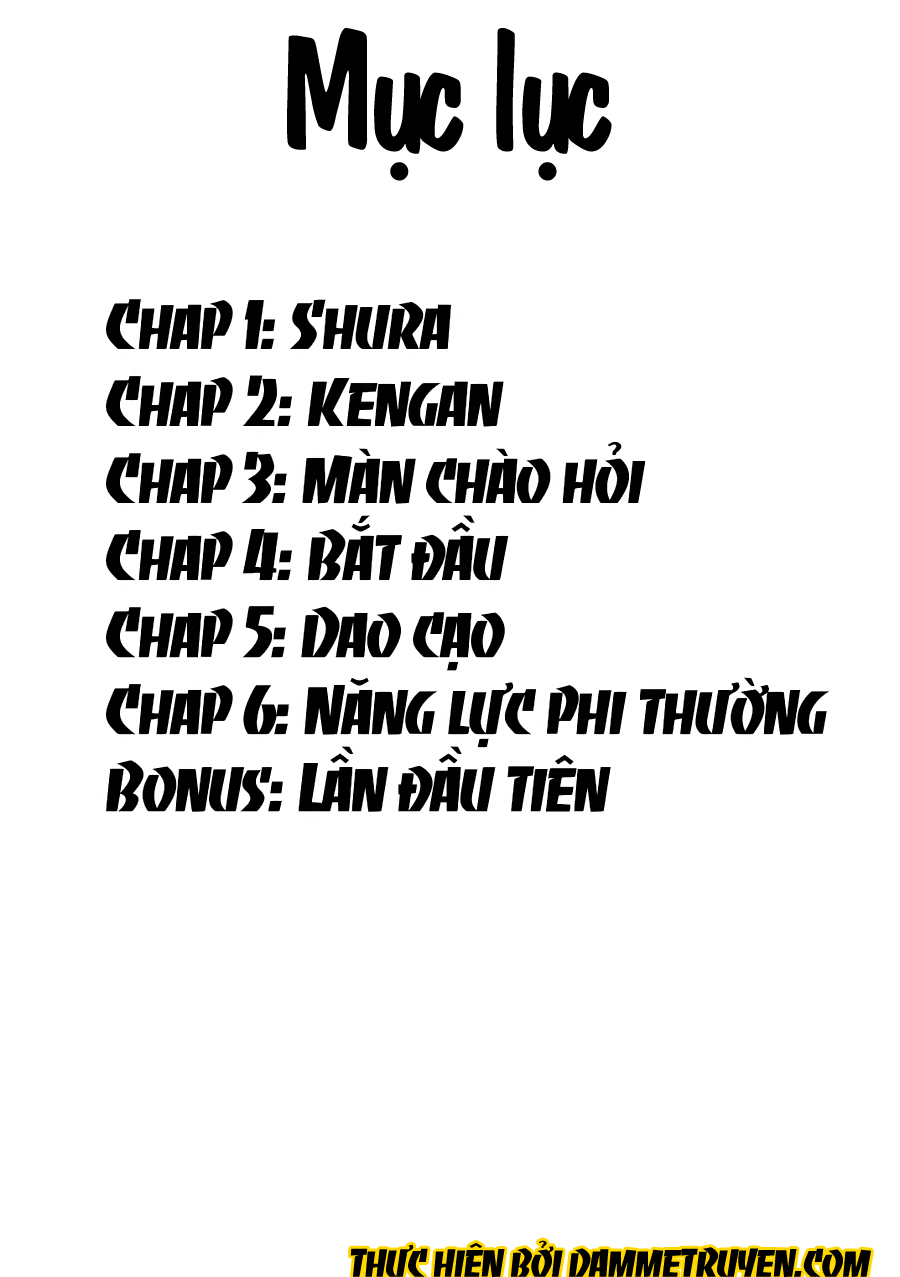 Mục lục
Chap 1: Shura
Chap 2: Kengan
Chap 3: Màn chào hỏi
Chap 4: Bắt đầu
Chap 5: Dao cạo
Chap 6: Năng lực phi thường
Bonus: Lần đầu tiên
THỰC HIÊN BỞI DAMMETRUYEN.COM